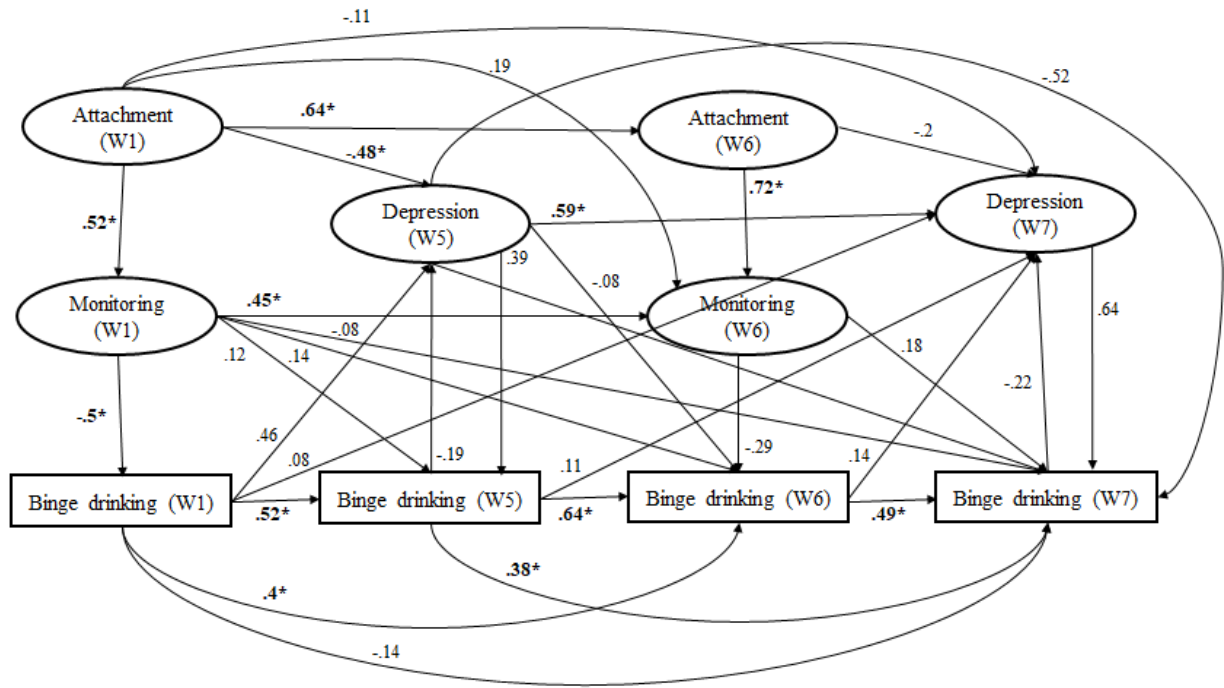 -.11
.19
-.52
Attachment
(W1)
.64*
Attachment
(W6)
-.2
-.48*
.72*
Depression
(W5)
.59*
Depression
(W7)
.52*
.39
-.08
Monitoring
(W1)
.45*
Monitoring
(W6)
.64
-.08
.12
.14
.18
-.22
-.5*
.46
.08
-.19
.11
-.29
.14
Binge drinking (W1)
.52*
Binge drinking (W5)
.64*
Binge drinking (W6)
.49*
Binge drinking (W7)
.38*
.4*
-.14